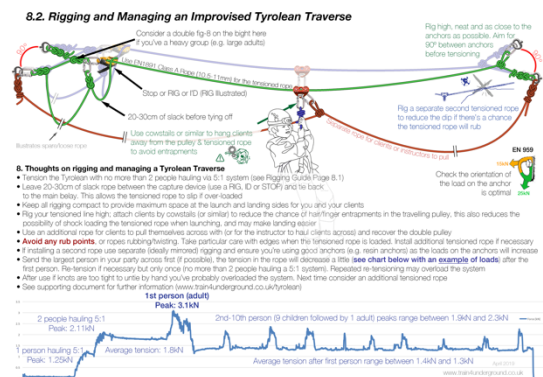 8.2. Rigging and Managing an Improvised Tyrolean Traverse
Consider a double fig-8 on the bight here
if you've a heavy group (e.g, large adults)
Rig high, neat and as close to the
anchors as possible. Aim for
90° between anchors
before tensioning
90°
90°
Use EN1891 Class A Rope (10.5-11mm) for the tensioned rope
Stop or RIG or I'D (RIG Illustrated)
20-30cm of slack before tying off
Rig a separate second tensioned rope
to reduce the dip if there's a chance
the tensioned rope will rub
Use cowstails or similar to hang clients
away from the pulley & tensioned rope
to avoid entrapments
Separate rope for clients or instructors to pull
Illustrative spare/loose rope
EN 959
Check the orientation of
the load on the anchor
is optimal
8. Thoughts on rigging and managing a Tyrolean Traverse
• Tension the Tyrolean with no more than 2 people hauling via 5:1 system (see Rigging Guide Page 8.1)
• Leave 20-30cm of slack rope between the capture device (use a RIG, ID or STOP) and tie back
to the main. This allows the tensioned rope to slip if over-loaded
• Keep all rigging compact to provide maximum space at the launch and landing sides for you and your clients
• Rig your tensioned line high; attach clients by cowstails (or similar) to reduce the chance of hair/finger entrapments in the travelling pulley, this also reduces the
possibility of shock loading the tensioned rope when launching, and may make landing easier
• Use an additional rope for clients to pull themselves across with (or for the instructor to haul clients across) and recover the double pulley
• Avoid any rub points, or ropes rubbing/twisting. Take particular care with edges when the tensioned rope is loaded. Install additional tensioned rope if necessary
• If installing a second rope use separate (ideally mirrored) rigging and ensure you're using good anchors (e.g. resin anchors) as the loads on the anchors will increase
• Send the largest person in your party across first (if possible), the tension in the rope will decrease a little (see chart below with an example of loads) after the
first person. Re-tension if necessary but only once (no more than 2 people hauling a 5:1 system). Repeated re-tensioning may overload the system
• After use if knots are too tight to untie by hand you've probably overloaded the system. Next time consider an additional tensioned rope
• See supporting document for further information (www.train4underground.co.uk/tyrolean)
1st person (adult)
Peak: 3.1kN
2 people hauling 5:1
Peak: 2.11kN
2nd-10th person (9 children followed by 1 adult) peaks range between 1.9kN and 2.3kN
1 person hauling 5:1
Peak: 1.25kN
Average tension: 1.8kN
Average tension after first person range between 1.4kN and 1.3kN
www.train4underground.co.uk